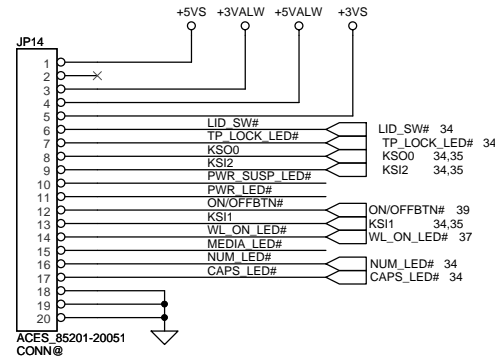 +5VS +3VALW +5VALW +3VS
JP14
1
2
3
4
5
6 LID_SW# LID_SW# 34
7 TP_LOCK_LED# TP_LOCK_LED# 34
8 KSO0 KSO0 34,35
9 KSI2 KSI2 34,35
10 PWR_SUSP_LED#
11 PWR_LED#
12 ON/OFFBTN# ON/OFFBTN# 39
13 KSI1 KSI1 34,35
14 WL_ON_LED# WL_ON_LED# 37
15 MEDIA_LED#
16 NUM_LED# NUM_LED# 34
17 CAPS_LED# CAPS_LED# 34
18
19
20
ACES_85201-20051
CONN@